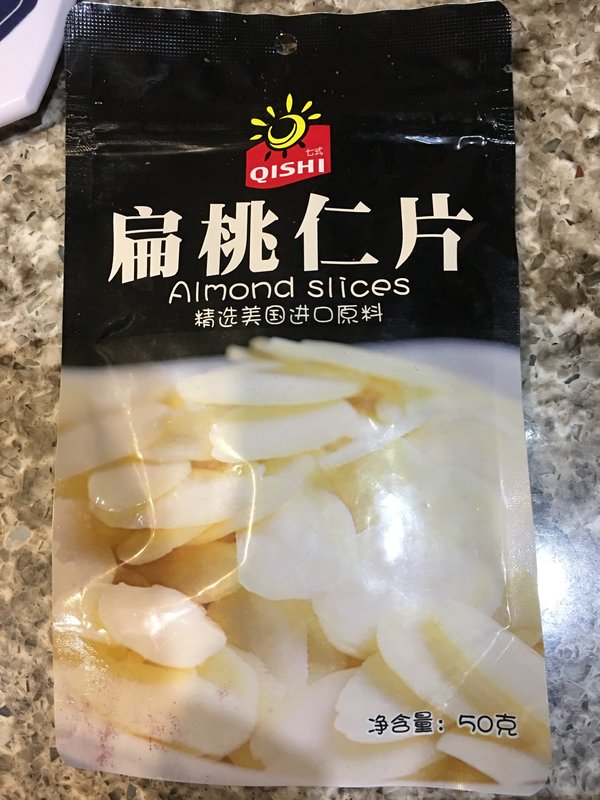 七式
QISHI
扁桃仁片
Almond slices
精选美国进口原料
净含量：50克